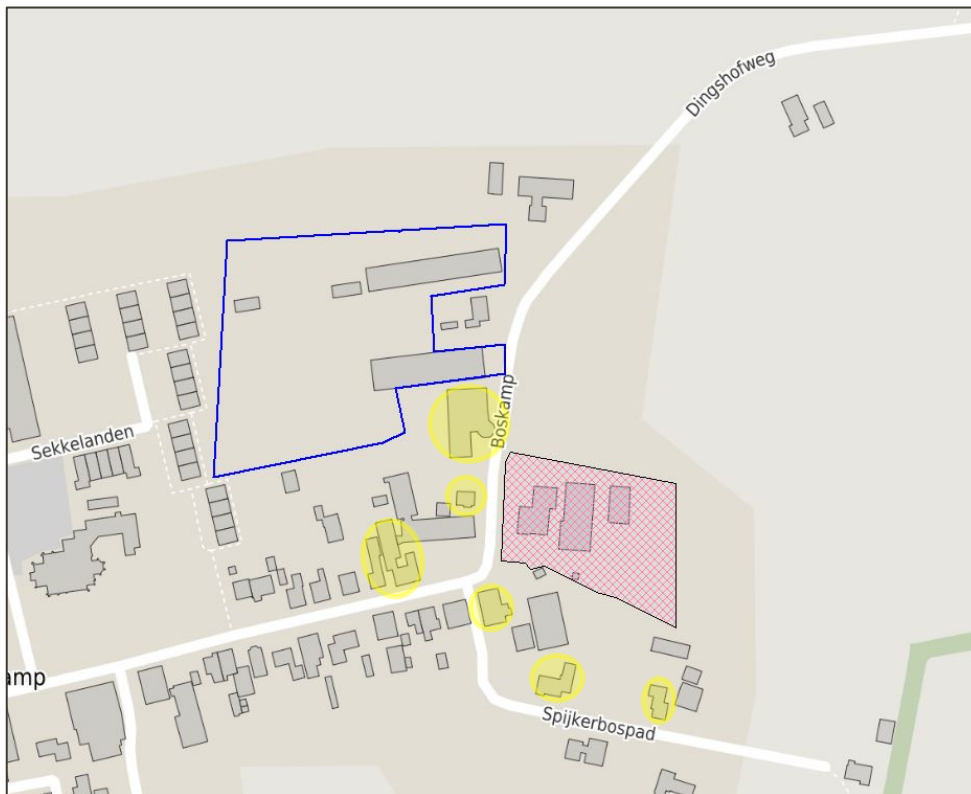 Dingshofweg
Boskamp
Sekkelanden
amp
Spijkerbospad